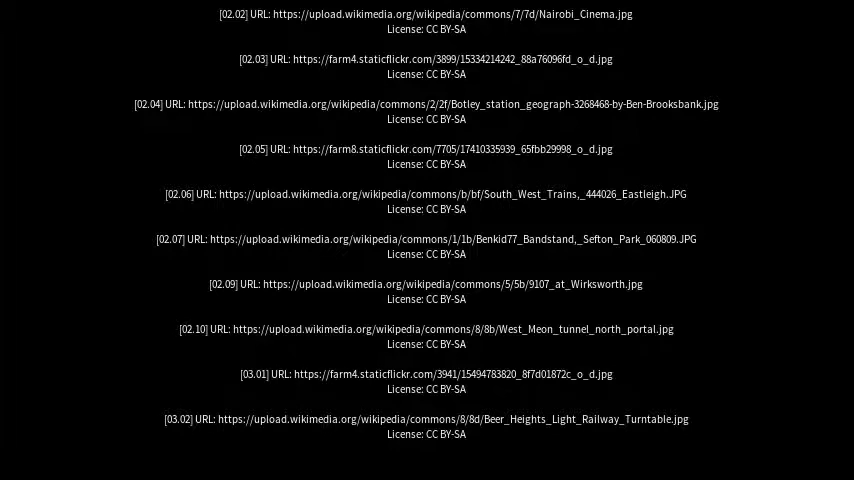 [02.02] URL: https://upload.wikimedia.org/wikipedia/commons/7/7d/Nairobi_Cinema.jpg
License: CC BY-SA
[02.03] URL: https://farm4.staticflickr.com/3899/15334214242_88a76096fd_o_d.jpg
License: CC BY-SA
[02.04] URL: https://upload.wikimedia.org/wikipedia/commons/2/2f/Botley_station_geograph-3268468-by-Ben-Brooksbank.jpg
License: CC BY-SA
[02.05] URL: https://farm8.staticflickr.com/7705/17410335939_65fbb29998_o_d.jpg
License: CC BY-SA
[02.06] URL: https://upload.wikimedia.org/wikipedia/commons/b/bf/South_West_Trains,_444026_Eastleigh.JPG
License: CC BY-SA
[02.07] URL: https://upload.wikimedia.org/wikipedia/commons/1/1b/Benkid77_Bandstand,_Sefton_Park_060809.JPG
License: CC BY-SA
[02.09] URL: https://upload.wikimedia.org/wikipedia/commons/5/5b/9107_at_Wirksworth.jpg
License: CC BY-SA
[02.10] URL: https://upload.wikimedia.org/wikipedia/commons/8/8b/West_Meon_tunnel_north_portal.jpg
License: CC BY-SA
[03.01] URL: https://farm4.staticflickr.com/3941/15494783820_8f7d01872c_o_d.jpg
License: CC BY-SA
[03.02] URL: https://upload.wikimedia.org/wikipedia/commons/8/8d/Beer_Heights_Light_Railway_Turntable.jpg
License: CC BY-SA